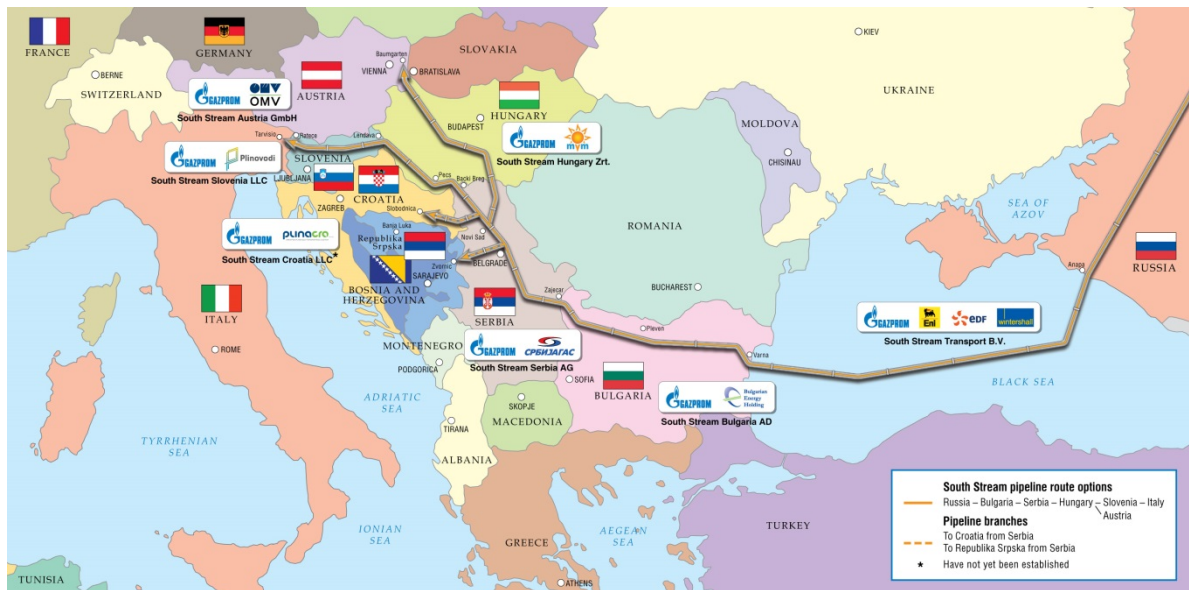 FRANCE
GERMANY
BERNE
SWITZERLAND
AUSTRIA
Baumgarten
VIENNA
BRATISLAVA
SLOVAKIA
KIEV
UKRAINE
GAZPROM
OMV
South Stream Austria GmbH
HUNGARY
BUDAPEST
GAZPROM
mvm
South Stream Hungary Zrt.
MOLDOVA
CHISINAU
Tarvisio
Ratece
Lendava
SLOVENIA
LJUBLJANA
GAZPROM
Plinovodi
South Stream Slovenia LLC
Pecs
Backi Breg
CROATIA
ZAGREB
Slobodnica
Banja Luka
Novi Sad
ROMANIA
SEA OF
AZOV
RUSSIA
Anapa
GAZPROM
PLINACRO
South Stream Croatia LLC*
Republika
Srpska
Zvornic
BELGRADE
SARAJEVO
BOSNIA AND
HERZEGOVINA
Zajecar
BUCHAREST
ITALY
ROME
SERBIA
Pleven
Varna
GAZPROM
Eni
eDF
wintershall
South Stream Transport B.V.
MONTENEGRO
PODGORICA
GAZPROM
СРБИЈАГАС
South Stream Serbia AG
SOFIA
BULGARIA
GAZPROM
Bulgarian
Energy
Holding
South Stream Bulgaria AD
BLACK SEA
ADRIATIC
SEA
SKOPJE
MACEDONIA
TIRANA
ALBANIA
TYRRHENIAN
SEA
IONIAN
SEA
AEGEAN
SEA
GREECE
ATHENS
TURKEY
TUNISIA
South Stream pipeline route options
Russia – Bulgaria – Serbia – Hungary – Slovenia – Italy
Austria
Pipeline branches
To Croatia from Serbia
To Republika Srpska from Serbia
* Have not yet been established